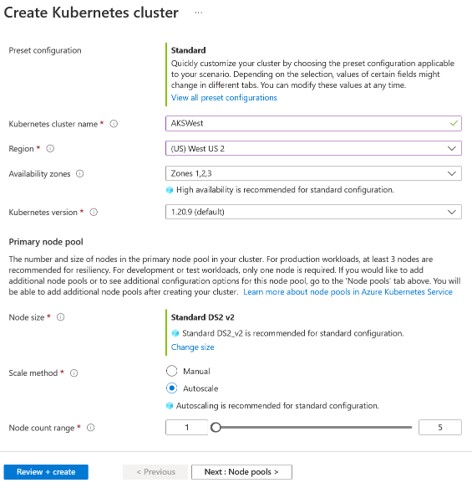 Create Kubernetes cluster ...
Preset configuration
Standard
Quickly customize your cluster by choosing the preset configuration applicable
to your scenario. Depending on the selection, values of certain fields might
change in different tabs. You can modify these values at any time.
View all preset configurations
Kubernetes cluster name *
AKSWest
Region *
(US) West US 2
Availability zones
Zones 1,2,3
High availability is recommended for standard configuration.
Kubernetes version *
1.20.9 (default)
Primary node pool
The number and size of nodes in the primary node pool in your cluster. For production workloads, at least 3 nodes are
recommended for resiliency. For development or test workloads, only one node is required. If you would like to add
additional node pools or to see additional configuration options for this node pool, go to the 'Node pools' tab above. You will
be able to add additional node pools after creating your cluster. Learn more about node pools in Azure Kubernetes Service
Node size *
Standard DS2 v2
Standard DS2_v2 is recommended for standard configuration.
Change size
Scale method *
Manual
Autoscale
Autoscaling is recommended for standard configuration.
Node count range *
1
5
Review + create
< Previous
Next : Node pools >